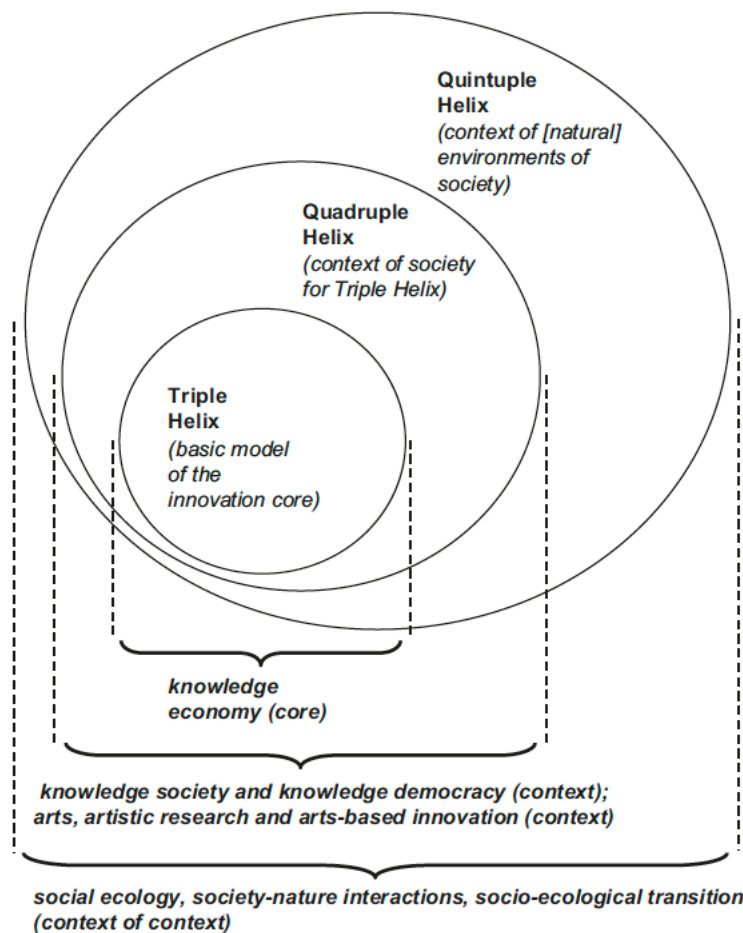 Quintuple
Helix
(context of [natural]
environments of
society)
Quadruple
Helix
(context of society
for Triple Helix)
Triple
Helix
(basic model
of the
innovation core)
knowledge
economy (core)
knowledge society and knowledge democracy (context);
arts, artistic research and arts-based innovation (context)
social ecology, society-nature interactions, socio-ecological transition
(context of context)